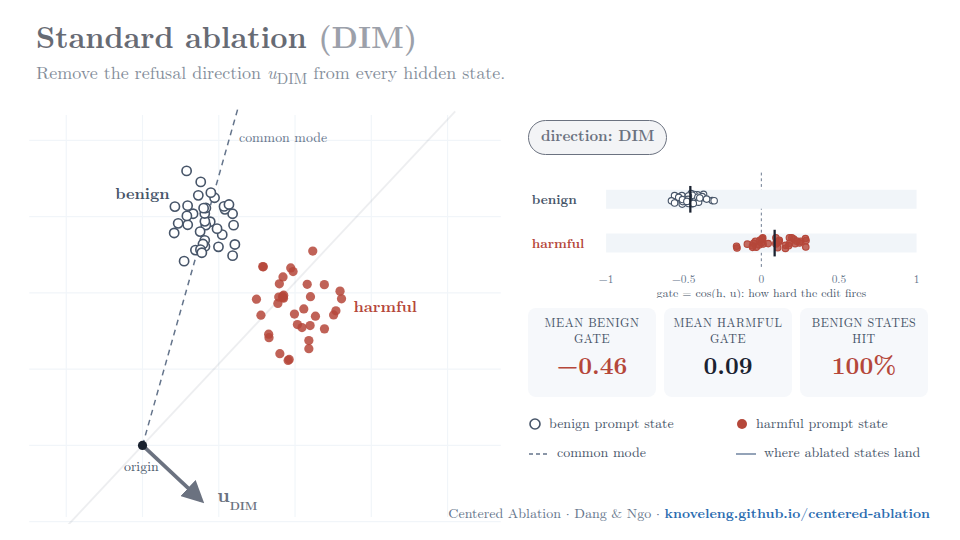 Standard ablation (DIM)
Remove the refusal direction uDIM from every hidden state.
common mode
benign
harmful
origin
uDIM
direction: DIM
benign
harmful
−1 −0.5 0 0.5 1
gate = cos(h, u): how hard the edit fires
MEAN BENIGN GATE
−0.46
MEAN HARMFUL GATE
0.09
BENIGN STATES HIT
100%
benign prompt state
harmful prompt state
common mode
where ablated states land
Centered Ablation · Dang & Ngo · knoveleng.github.io/centered-ablation